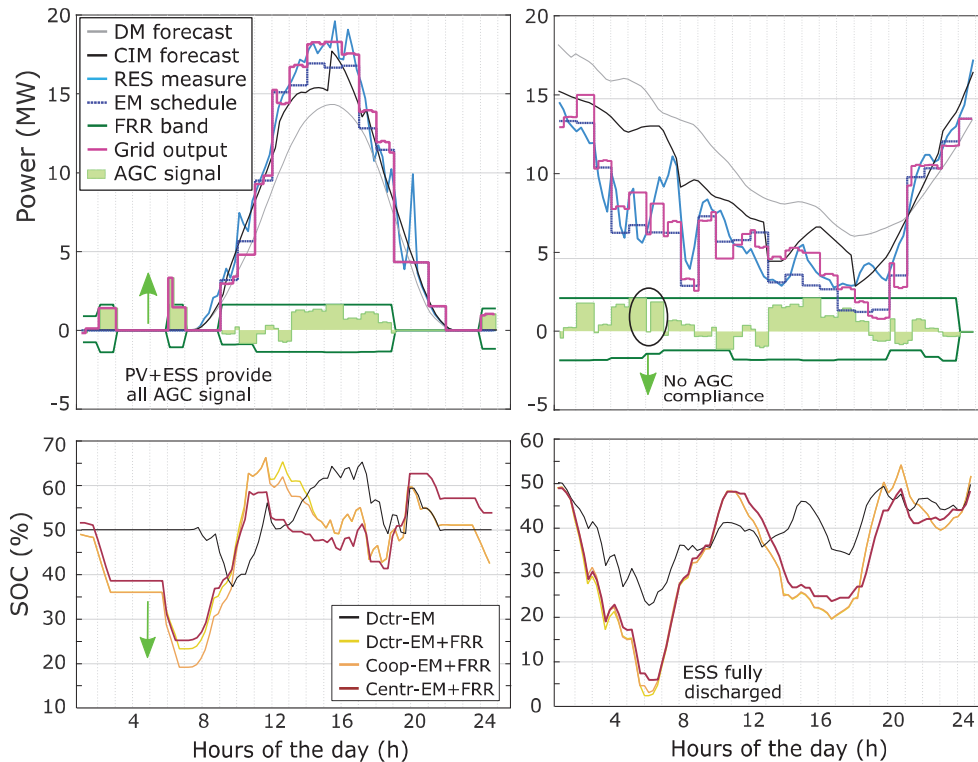 Power (MW)
20
15
10
5
0
-5
DM forecast
CIM forecast
RES measure
EM schedule
FRR band
Grid output
AGC signal
PV+ESS provide
all AGC signal
15
10
5
0
-5
No AGC
compliance
SOC (%)
70
60
50
40
30
20
10
Dctr-EM
Dctr-EM+FRR
Coop-EM+FRR
Centr-EM+FRR
4 8 12 16 20 24
Hours of the day (h)
60
50
40
30
20
10
0
ESS fully
discharged
4 8 12 16 20 24
Hours of the day (h)